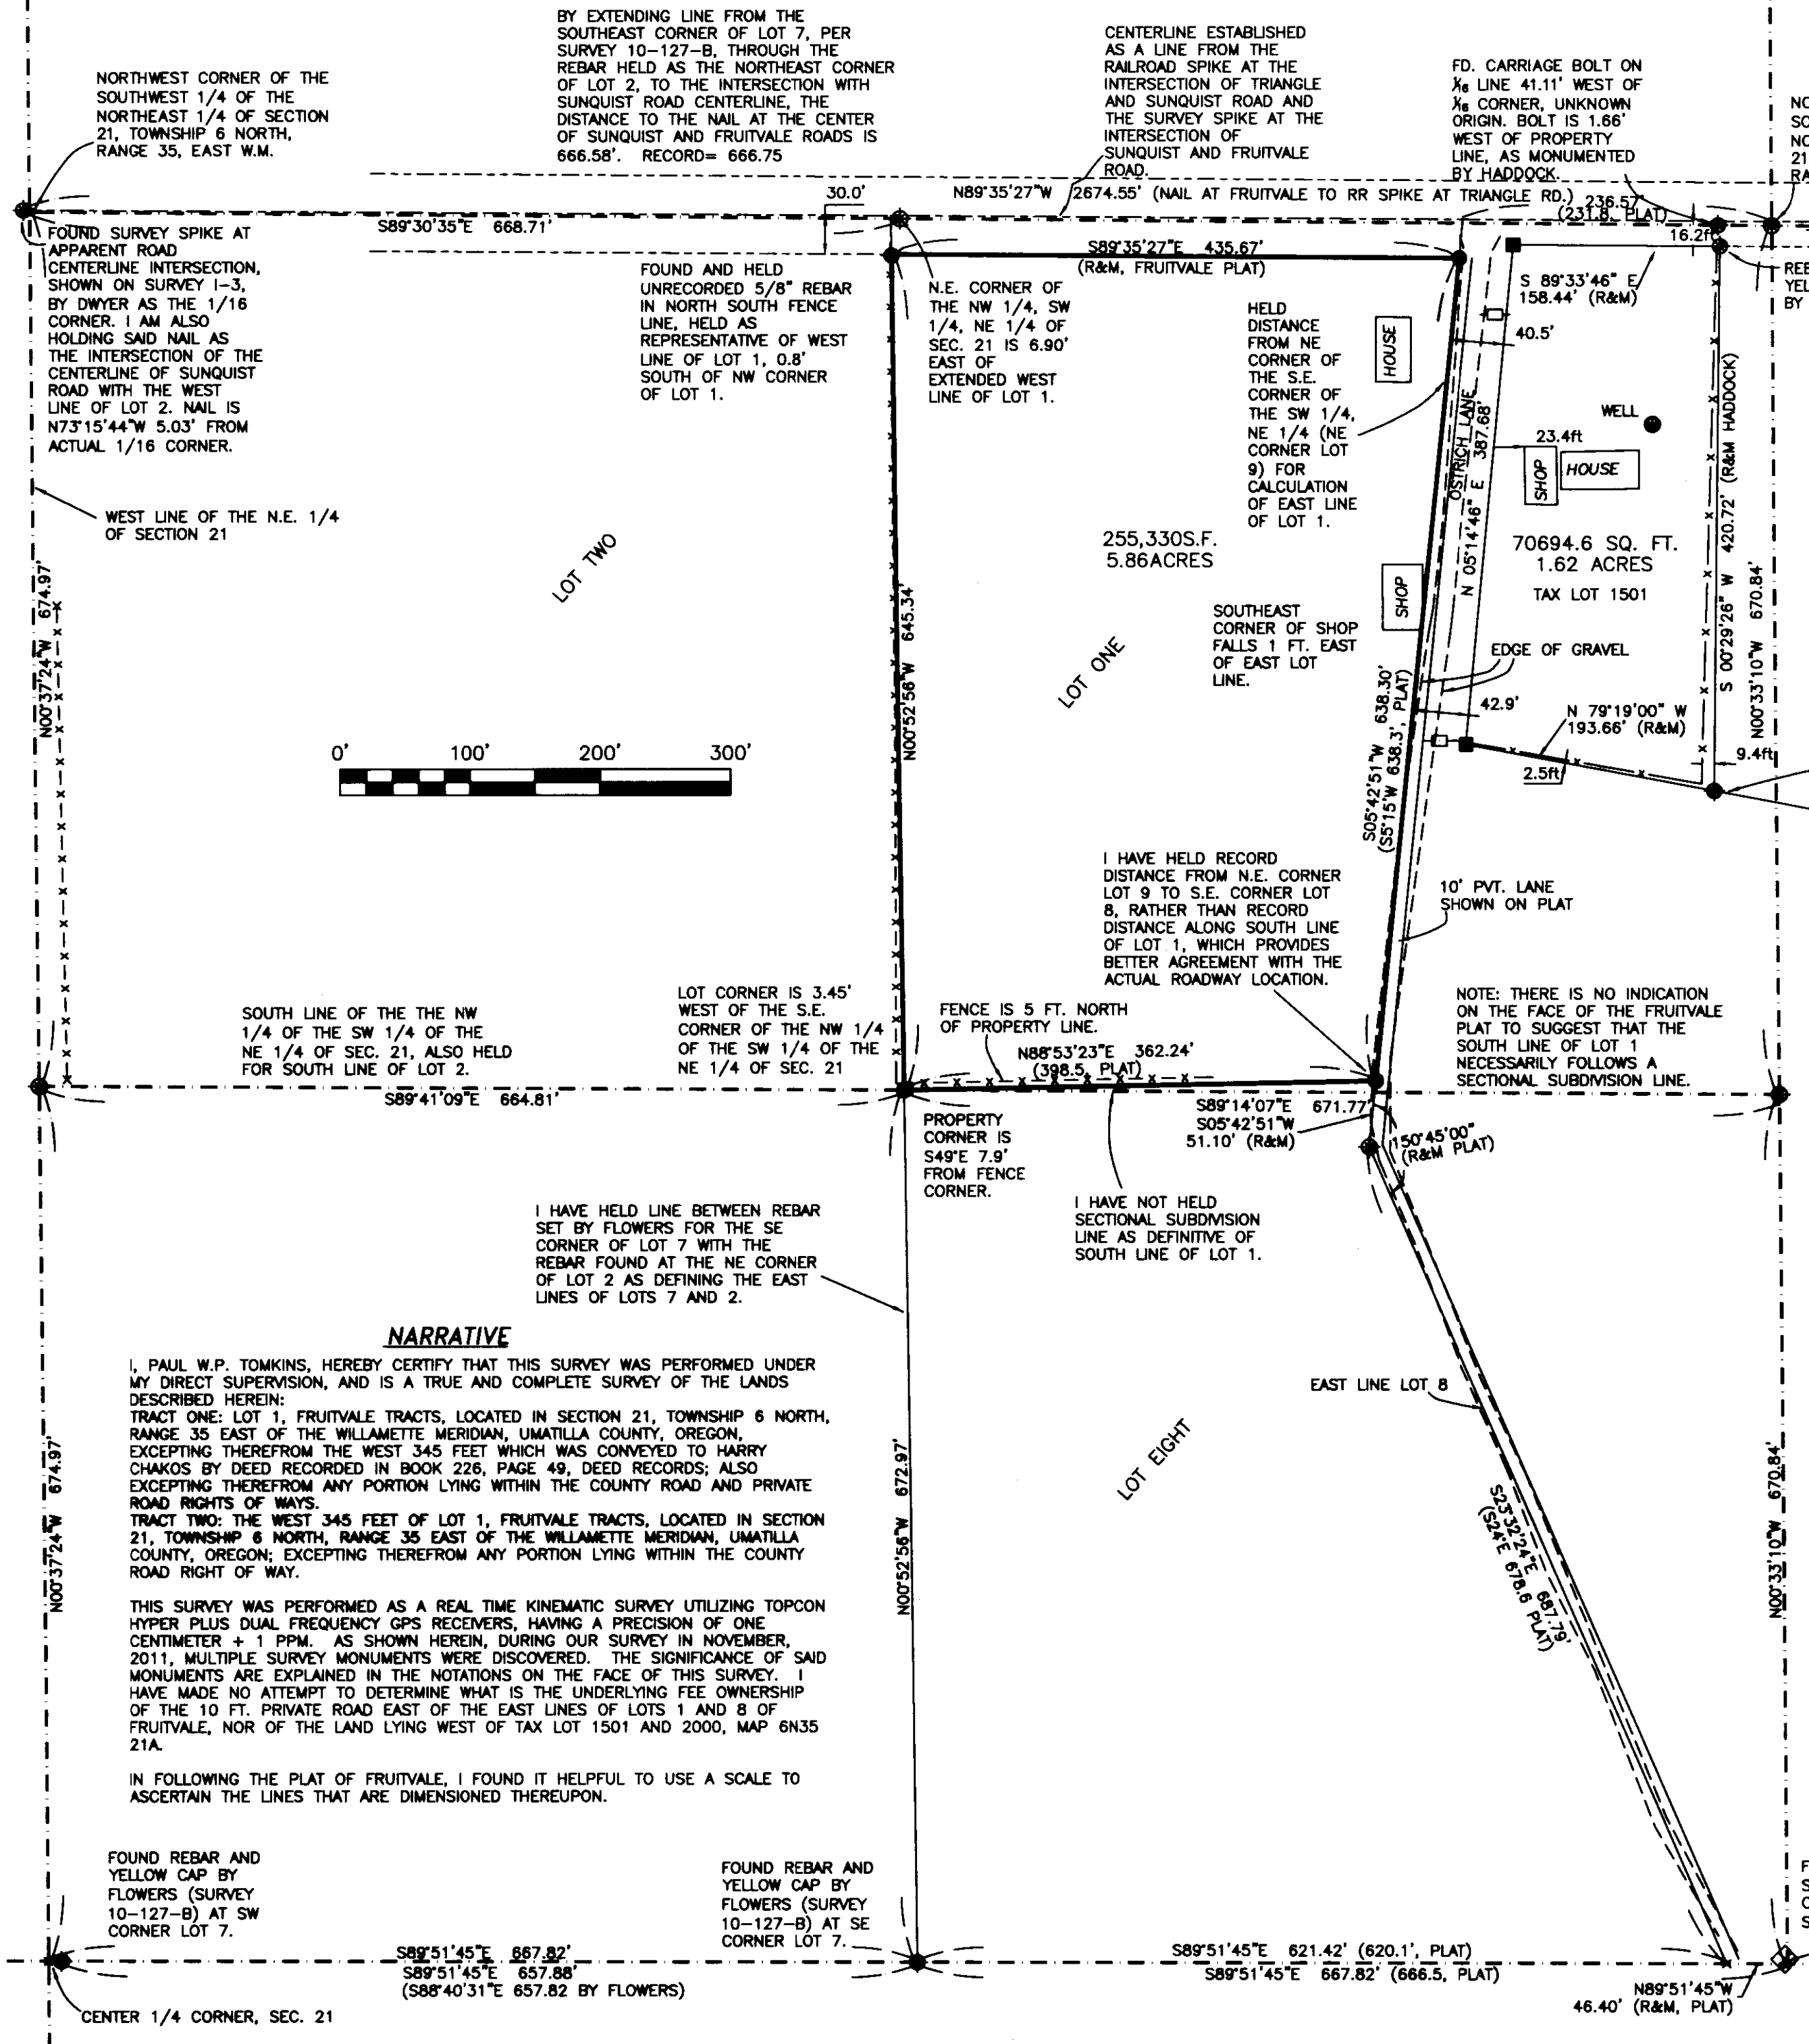 BY EXTENDING LINE FROM THE
SOUTHEAST CORNER OF LOT 7, PER
SURVEY 10-127-B, THROUGH THE
REBAR HELD AS THE NORTHEAST CORNER
OF LOT 2, TO THE INTERSECTION WITH
SUNQUIST ROAD CENTERLINE, THE
DISTANCE TO THE NAIL AT THE CENTER
OF SUNQUIST AND FRUITVALE ROADS IS
666.58'. RECORD= 666.75
CENTERLINE ESTABLISHED
AS A LINE FROM THE
RAILROAD SPIKE AT THE
INTERSECTION OF TRIANGLE
AND SUNQUIST ROAD AND
THE SURVEY SPIKE AT THE
INTERSECTION OF
SUNQUIST AND FRUITVALE
ROAD.
FD. CARRIAGE BOLT ON
1/16 LINE 41.11' WEST OF
1/16 CORNER, UNKNOWN
ORIGIN. BOLT IS 1.66'
WEST OF PROPERTY
LINE, AS MONUMENTED
BY HADDOCK.
NORTHWEST CORNER OF THE
SOUTHWEST 1/4 OF THE
NORTHEAST 1/4 OF SECTION
21, TOWNSHIP 6 NORTH,
RANGE 35, EAST W.M.
30.0'
N89°35'27"W 2674.55' (NAIL AT FRUITVALE TO RR SPIKE AT TRIANGLE RD.)
236.57
(231.8, PLAT)
S89°30'35"E 668.71'
S89°35'27"E 435.67'
(R&M, FRUITVALE PLAT)
16.2ft
S 89°33'46" E
158.44' (R&M)
FOUND SURVEY SPIKE AT
APPARENT ROAD
CENTERLINE INTERSECTION,
SHOWN ON SURVEY I-3,
BY DWYER AS THE 1/16
CORNER. I AM ALSO
HOLDING SAID NAIL AS
THE INTERSECTION OF THE
CENTERLINE OF SUNQUIST
ROAD WITH THE WEST
LINE OF LOT 2. NAIL IS
N73°15'44"W 5.03' FROM
ACTUAL 1/16 CORNER.
FOUND AND HELD
UNRECORDED 5/8" REBAR
IN NORTH SOUTH FENCE
LINE, HELD AS
REPRESENTATIVE OF WEST
LINE OF LOT 1, 0.8'
SOUTH OF NW CORNER
OF LOT 1.
N.E. CORNER OF
THE NW 1/4, SW
1/4, NE 1/4 OF
SEC. 21 IS 6.90'
EAST OF
EXTENDED WEST
LINE OF LOT 1.
HELD
DISTANCE
FROM NE
CORNER OF
THE S.E.
CORNER OF
THE SW 1/4,
NE 1/4 (NE
CORNER LOT
9) FOR
CALCULATION
OF EAST LINE
OF LOT 1.
HOUSE
40.5'
WELL
23.4ft
SHOP
HOUSE
OSTRICH LANE
N 05°14'46" E 387.68'
S 00°29'26" W 420.72' (R&M HADDOCK)
N00°33'10"W 670.84'
WEST LINE OF THE N.E. 1/4
OF SECTION 21
LOT TWO
N00°37'24"W 674.97'
255,330S.F.
5.86ACRES
70694.6 SQ. FT.
1.62 ACRES
TAX LOT 1501
SHOP
SOUTHEAST
CORNER OF SHOP
FALLS 1 FT. EAST
OF EAST LOT
LINE.
EDGE OF GRAVEL
LOT ONE
N00°52'56"W 645.34'
S05°42'51"W 638.30'
(S5°15'W 638.3', PLAT)
42.9'
N 79°19'00" W
193.66' (R&M)
2.5ft
9.4ft
0' 100' 200' 300'
I HAVE HELD RECORD
DISTANCE FROM N.E. CORNER
LOT 9 TO S.E. CORNER LOT
8, RATHER THAN RECORD
DISTANCE ALONG SOUTH LINE
OF LOT 1, WHICH PROVIDES
BETTER AGREEMENT WITH THE
ACTUAL ROADWAY LOCATION.
10' PVT. LANE
SHOWN ON PLAT
SOUTH LINE OF THE THE NW
1/4 OF THE SW 1/4 OF THE
NE 1/4 OF SEC. 21, ALSO HELD
FOR SOUTH LINE OF LOT 2.
LOT CORNER IS 3.45'
WEST OF THE S.E.
CORNER OF THE NW 1/4
OF THE SW 1/4 OF THE
NE 1/4 OF SEC. 21
FENCE IS 5 FT. NORTH
OF PROPERTY LINE.
N88°53'23"E 362.24'
(398.5, PLAT)
NOTE: THERE IS NO INDICATION
ON THE FACE OF THE FRUITVALE
PLAT TO SUGGEST THAT THE
SOUTH LINE OF LOT 1
NECESSARILY FOLLOWS A
SECTIONAL SUBDIVISION LINE.
S89°41'09"E 664.81'
S89°14'07"E 671.77'
S05°42'51"W
51.10' (R&M)
150°45'00"
(R&M PLAT)
PROPERTY
CORNER IS
S49°E 7.9'
FROM FENCE
CORNER.
I HAVE NOT HELD
SECTIONAL SUBDIVISION
LINE AS DEFINITIVE OF
SOUTH LINE OF LOT 1.
I HAVE HELD LINE BETWEEN REBAR
SET BY FLOWERS FOR THE SE
CORNER OF LOT 7 WITH THE
REBAR FOUND AT THE NE CORNER
OF LOT 2 AS DEFINING THE EAST
LINES OF LOTS 7 AND 2.
NARRATIVE
I, PAUL W.P. TOMKINS, HEREBY CERTIFY THAT THIS SURVEY WAS PERFORMED UNDER
MY DIRECT SUPERVISION, AND IS A TRUE AND COMPLETE SURVEY OF THE LANDS
DESCRIBED HEREIN:
TRACT ONE: LOT 1, FRUITVALE TRACTS, LOCATED IN SECTION 21, TOWNSHIP 6 NORTH,
RANGE 35 EAST OF THE WILLAMETTE MERIDIAN, UMATILLA COUNTY, OREGON,
EXCEPTING THEREFROM THE WEST 345 FEET WHICH WAS CONVEYED TO HARRY
CHAKOS BY DEED RECORDED IN BOOK 226, PAGE 49, DEED RECORDS; ALSO
EXCEPTING THEREFROM ANY PORTION LYING WITHIN THE COUNTY ROAD AND PRIVATE
ROAD RIGHTS OF WAYS.
TRACT TWO: THE WEST 345 FEET OF LOT 1, FRUITVALE TRACTS, LOCATED IN SECTION
21, TOWNSHIP 6 NORTH, RANGE 35 EAST OF THE WILLAMETTE MERIDIAN, UMATILLA
COUNTY, OREGON; EXCEPTING THEREFROM ANY PORTION LYING WITHIN THE COUNTY
ROAD RIGHT OF WAY.
THIS SURVEY WAS PERFORMED AS A REAL TIME KINEMATIC SURVEY UTILIZING TOPCON
HYPER PLUS DUAL FREQUENCY GPS RECEIVERS, HAVING A PRECISION OF ONE
CENTIMETER + 1 PPM. AS SHOWN HEREIN, DURING OUR SURVEY IN NOVEMBER,
2011, MULTIPLE SURVEY MONUMENTS WERE DISCOVERED. THE SIGNIFICANCE OF SAID
MONUMENTS ARE EXPLAINED IN THE NOTATIONS ON THE FACE OF THIS SURVEY. I
HAVE MADE NO ATTEMPT TO DETERMINE WHAT IS THE UNDERLYING FEE OWNERSHIP
OF THE 10 FT. PRIVATE ROAD EAST OF THE EAST LINES OF LOTS 1 AND 8 OF
FRUITVALE, NOR OF THE LAND LYING WEST OF TAX LOT 1501 AND 2000, MAP 6N35
21A.
IN FOLLOWING THE PLAT OF FRUITVALE, I FOUND IT HELPFUL TO USE A SCALE TO
ASCERTAIN THE LINES THAT ARE DIMENSIONED THEREUPON.
EAST LINE LOT 8
LOT EIGHT
N00°37'24"W 674.97'
N00°52'56"W 672.97'
S23°32'24"E 687.79'
(S24°E 678.6 PLAT)
N00°33'10"W 670.84'
FOUND REBAR AND
YELLOW CAP BY
FLOWERS (SURVEY
10-127-B) AT SW
CORNER LOT 7.
FOUND REBAR AND
YELLOW CAP BY
FLOWERS (SURVEY
10-127-B) AT SE
CORNER LOT 7.
S89°51'45"E 667.82'
S89°51'45"E 657.88'
(S88°40'31"E 657.82 BY FLOWERS)
S89°51'45"E 621.42' (620.1', PLAT)
S89°51'45"E 667.82' (666.5, PLAT)
N89°51'45"W
46.40' (R&M, PLAT)
CENTER 1/4 CORNER, SEC. 21